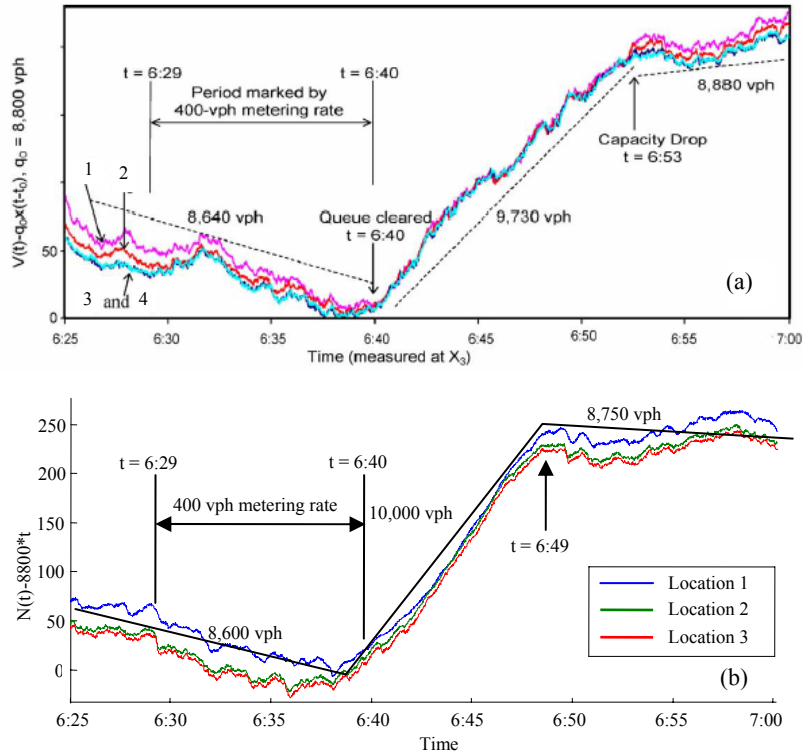 t = 6:29
t = 6:40
Period marked by
400-vph metering rate
1
2
8,640 vph
Queue cleared
t = 6:40
9,730 vph
8,880 vph
Capacity Drop
t = 6:53
3 and 4
(a)
V(t)-q₀x(t-t₀), q₀ = 8,800 vph
50
0
6:25
6:30
6:35
6:40
6:45
6:50
6:55
7:00
Time (measured at X₃)
250
200
150
100
50
0
N(t)-8800*t
t = 6:29
t = 6:40
400 vph metering rate
10,000 vph
8,750 vph
t = 6:49
8,600 vph
Location 1
Location 2
Location 3
(b)
6:25
6:30
6:35
6:40
6:45
6:50
6:55
7:00
Time